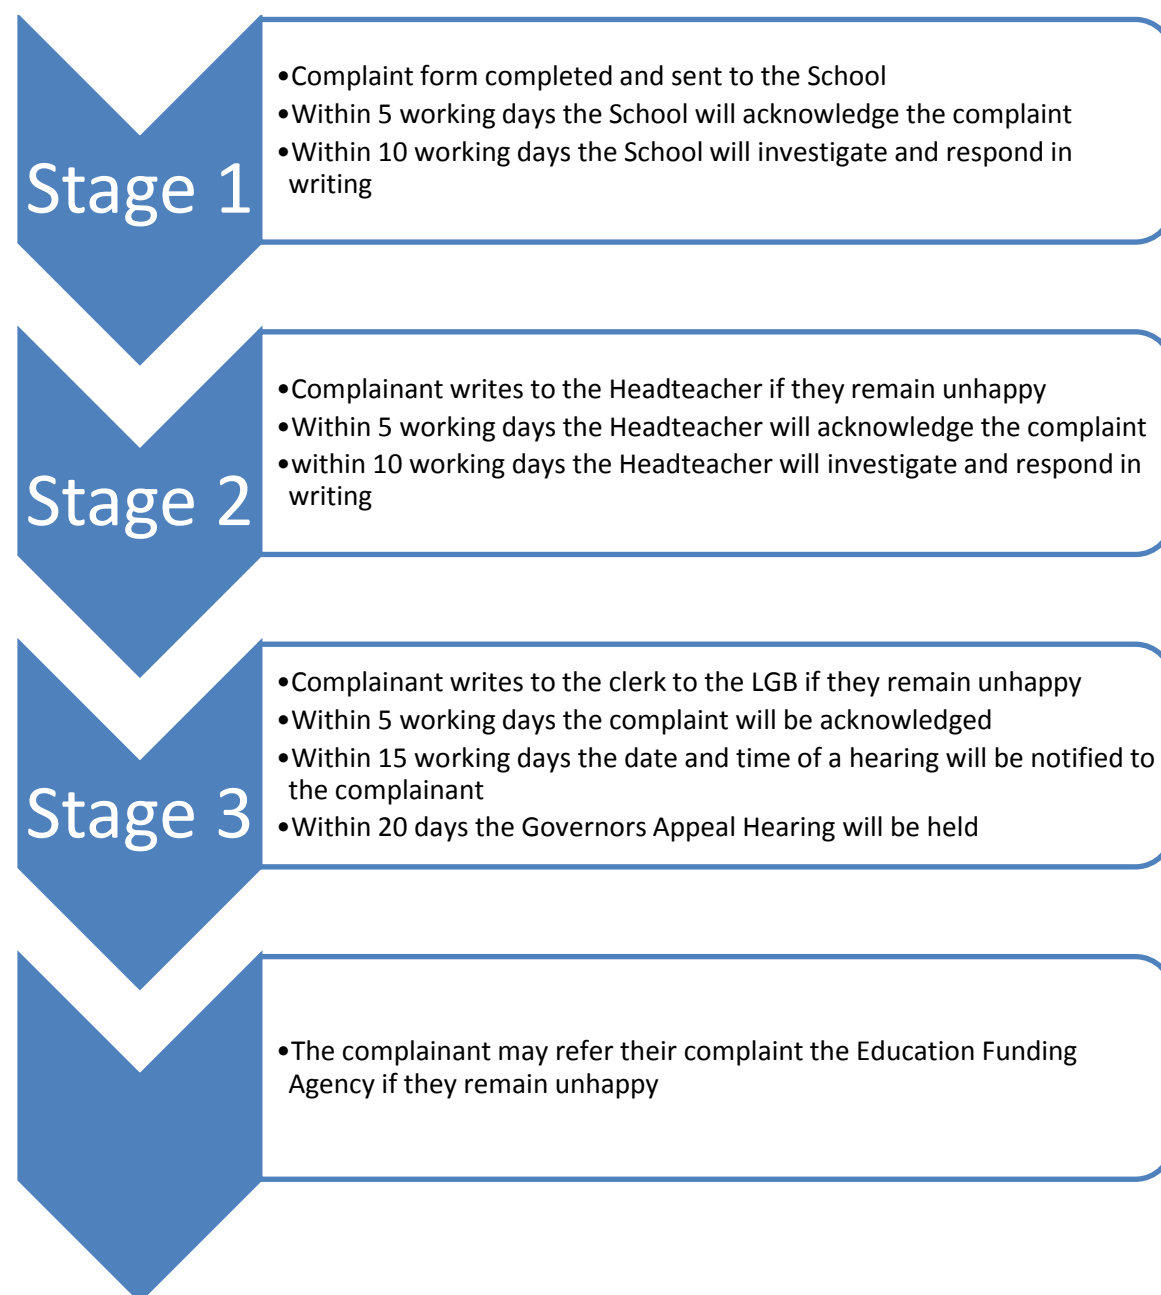 Stage 1
•Complaint form completed and sent to the School
•Within 5 working days the School will acknowledge the complaint
•Within 10 working days the School will investigate and respond in
writing
Stage 2
•Complainant writes to the Headteacher if they remain unhappy
•Within 5 working days the Headteacher will acknowledge the complaint
•within 10 working days the Headteacher will investigate and respond in
writing
Stage 3
•Complainant writes to the clerk to the LGB if they remain unhappy
•Within 5 working days the complaint will be acknowledged
•Within 15 working days the date and time of a hearing will be notified to
the complainant
•Within 20 days the Governors Appeal Hearing will be held
•The complainant may refer their complaint the Education Funding
Agency if they remain unhappy